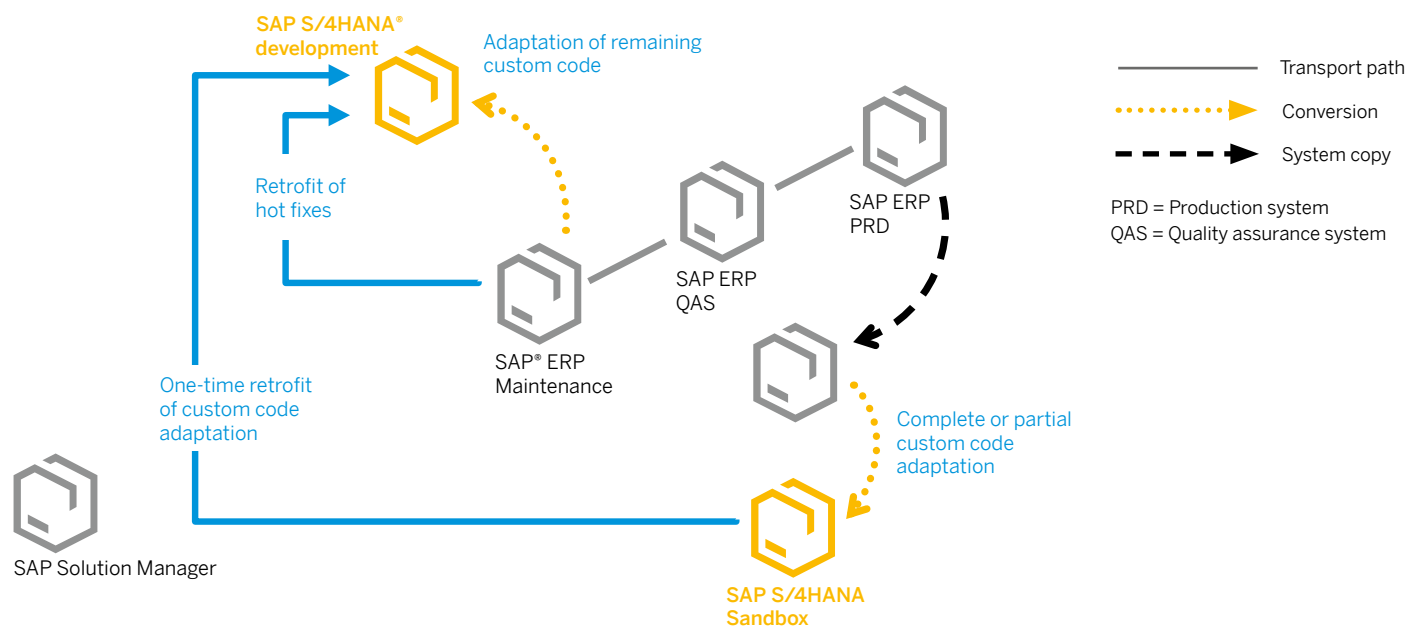 SAP S/4HANA®
development
Adaptation of remaining
custom code
Transport path
Conversion
System copy
PRD = Production system
QAS = Quality assurance system
Retrofit of
hot fixes
SAP ERP
PRD
SAP ERP
QAS
SAP® ERP
Maintenance
One-time retrofit
of custom code
adaptation
Complete or partial
custom code
adaptation
SAP Solution Manager
SAP S/4HANA
Sandbox